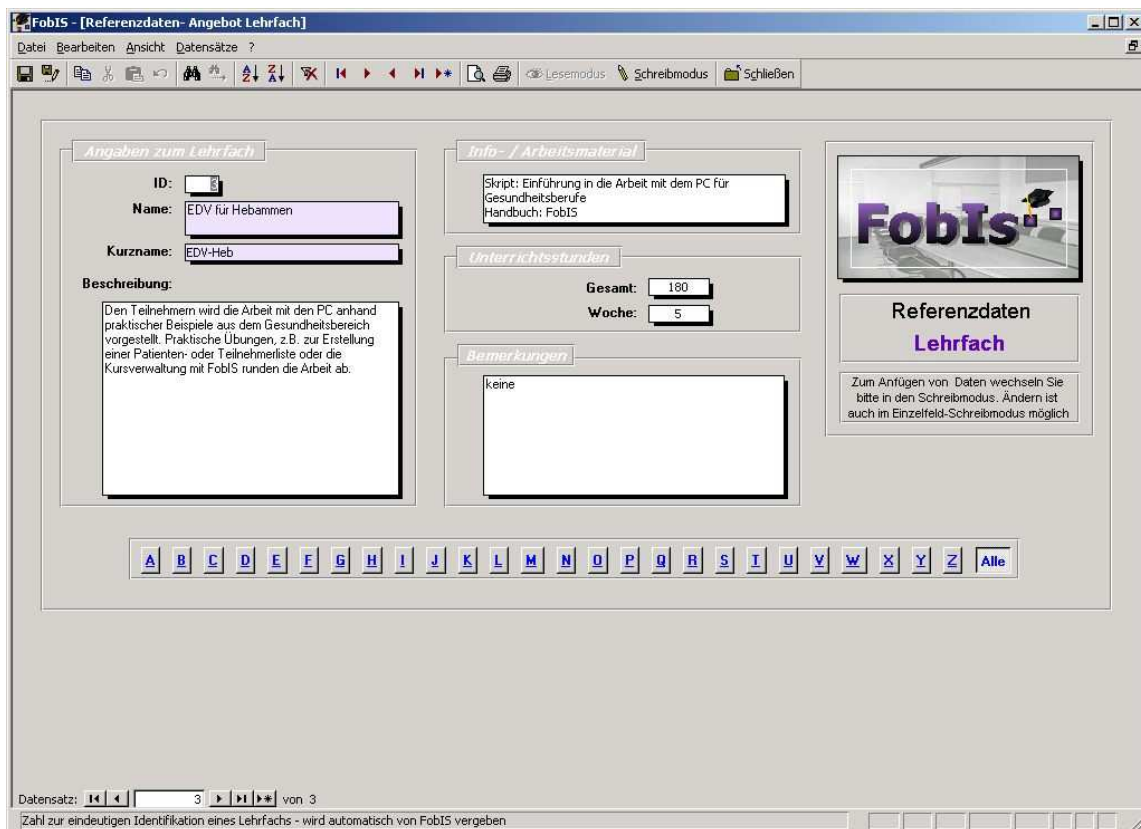 FobIS - [Referenzdaten- Angebot Lehrfach]
Datei Bearbeiten Ansicht Datensätze ?
Lesemodus Schreibmodus Schließen
Angaben zum Lehrfach
ID: 3
Name: EDV für Hebammen
Kurzname: EDV-Heb
Beschreibung:
Den Teilnehmern wird die Arbeit mit den PC anhand
praktischer Beispiele aus dem Gesundheitsbereich
vorgestellt. Praktische Übungen, z.B. zur Erstellung
einer Patienten- oder Teilnehmerliste oder die
Kursverwaltung mit FobIS runden die Arbeit ab.
Info- / Arbeitsmaterial
Skript: Einführung in die Arbeit mit dem PC für
Gesundheitsberufe
Handbuch: FobIS
Unterrichtsstunden
Gesamt: 180
Woche: 5
Bemerkungen
keine
FobIs
Referenzdaten
Lehrfach
Zum Anfügen von Daten wechseln Sie
bitte in den Schreibmodus. Ändern ist
auch im Einzelfeld-Schreibmodus möglich
A B C D E F G H I J K L M N O P Q R S T U V W X Y Z Alle
Datensatz: 3 von 3
Zahl zur eindeutigen Identifikation eines Lehrfachs - wird automatisch von FobIS vergeben